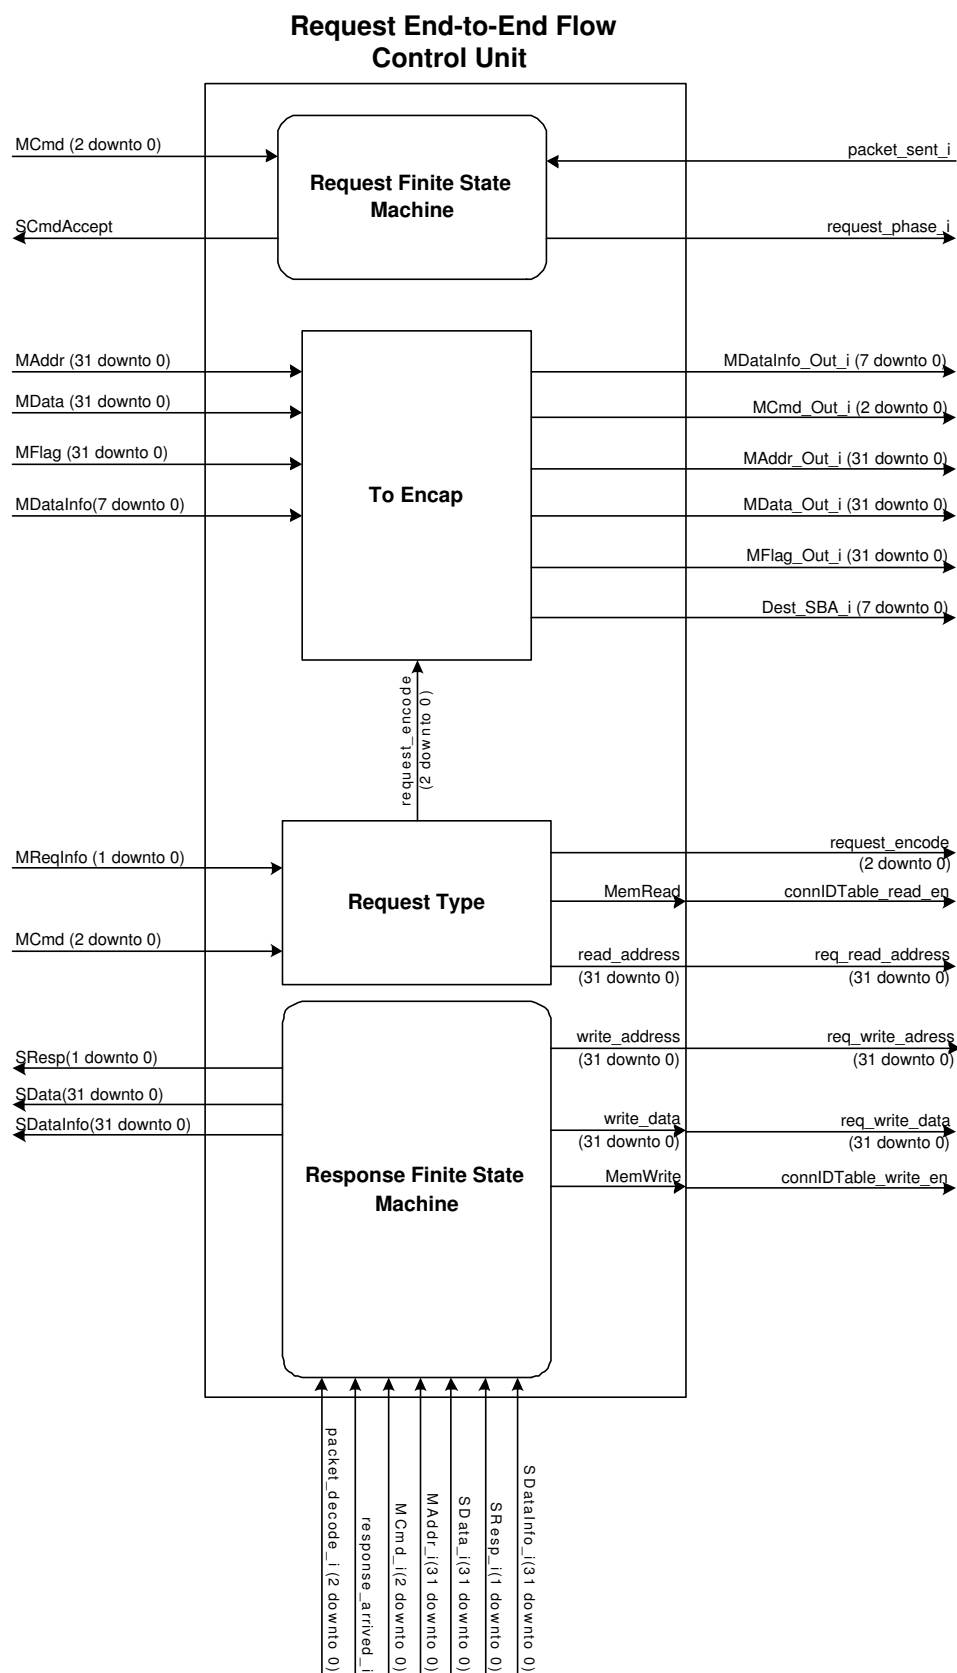 Request End-to-End Flow
Control Unit
MCmd (2 downto 0)
packet_sent_i
Request Finite State
Machine
SCmdAccept
request_phase_i
MAddr (31 downto 0)
MDataInfo_Out_i (7 downto 0)
MData (31 downto 0)
MCmd_Out_i (2 downto 0)
MFlag (31 downto 0)
MAddr_Out_i (31 downto 0)
To Encap
MDataInfo(7 downto 0)
MData_Out_i (31 downto 0)
MFlag_Out_i (31 downto 0)
Dest_SBA_i (7 downto 0)
request_encode
(2 downto 0)
MReqInfo (1 downto 0)
request_encode
(2 downto 0)
Request Type
MemRead
connIDTable_read_en
MCmd (2 downto 0)
read_address
(31 downto 0)
req_read_address
(31 downto 0)
write_address
(31 downto 0)
req_write_adress
(31 downto 0)
SResp(1 downto 0)
SData(31 downto 0)
SDataInfo(31 downto 0)
write_data
(31 downto 0)
req_write_data
(31 downto 0)
Response Finite State
Machine
MemWrite
connIDTable_write_en
packet_decode_i (2 downto 0)
response_arrived_i
MCmd_i(2 downto 0)
MAddr_i(31 downto 0)
SData_i(31 downto 0)
SResp_i(1 downto 0)
SDataInfo_i(31 downto 0)